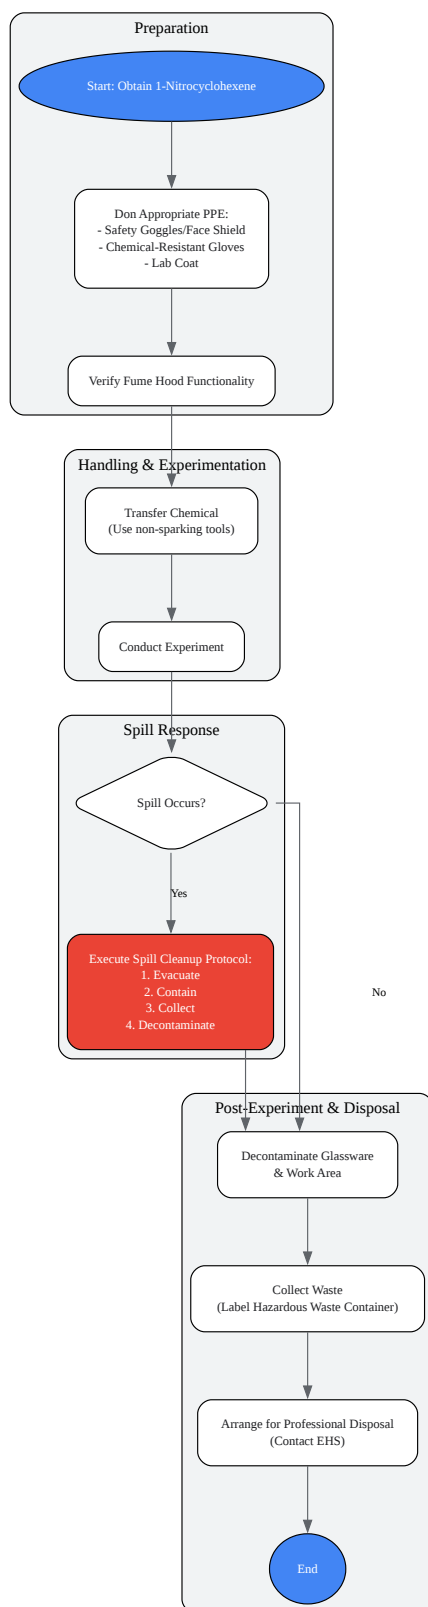 Preparation
Start: Obtain 1-Nitrocyclohexene
Don Appropriate PPE:
- Safety Goggles/Face Shield
- Chemical-Resistant Gloves
- Lab Coat
Verify Fume Hood Functionality
Handling & Experimentation
Transfer Chemical
(Use non-sparking tools)
Conduct Experiment
Spill Response
Spill Occurs?
Yes
Execute Spill Cleanup Protocol:
1. Evacuate
2. Contain
3. Collect
4. Decontaminate
No
Post-Experiment & Disposal
Decontaminate Glassware
& Work Area
Collect Waste
(Label Hazardous Waste Container)
Arrange for Professional Disposal
(Contact EHS)
End